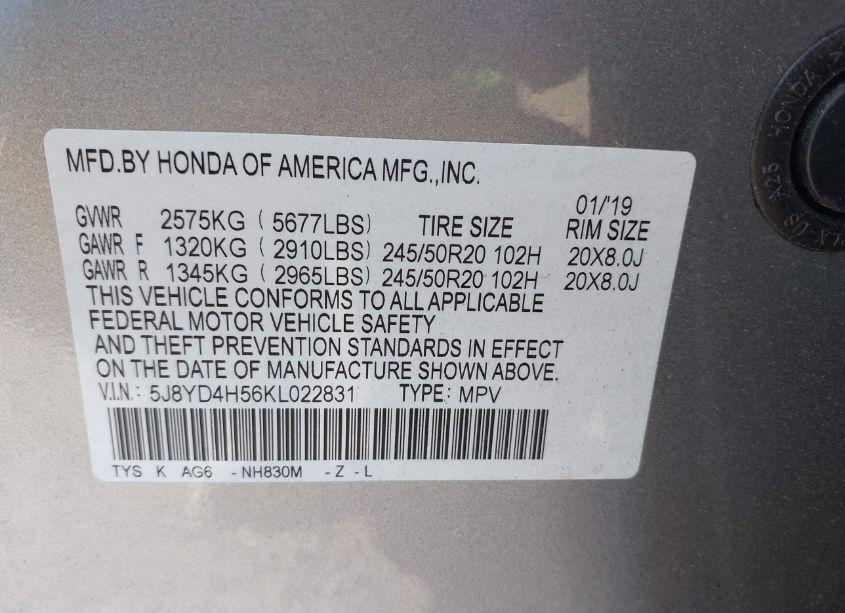 MFD.BY HONDA OF AMERICA MFG.,INC.
01/'19
GVWR 2575KG ( 5677LBS) TIRE SIZE RIM SIZE
GAWR F 1320KG ( 2910LBS) 245/50R20 102H 20X8.0J
GAWR R 1345KG ( 2965LBS) 245/50R20 102H 20X8.0J
THIS VEHICLE CONFORMS TO ALL APPLICABLE
FEDERAL MOTOR VEHICLE SAFETY
AND THEFT PREVENTION STANDARDS IN EFFECT
ON THE DATE OF MANUFACTURE SHOWN ABOVE.
V.I.N.: 5J8YD4H56KL022831 TYPE: MPV
TYS K AG6 -NH830M -Z -L
A25 HONDA